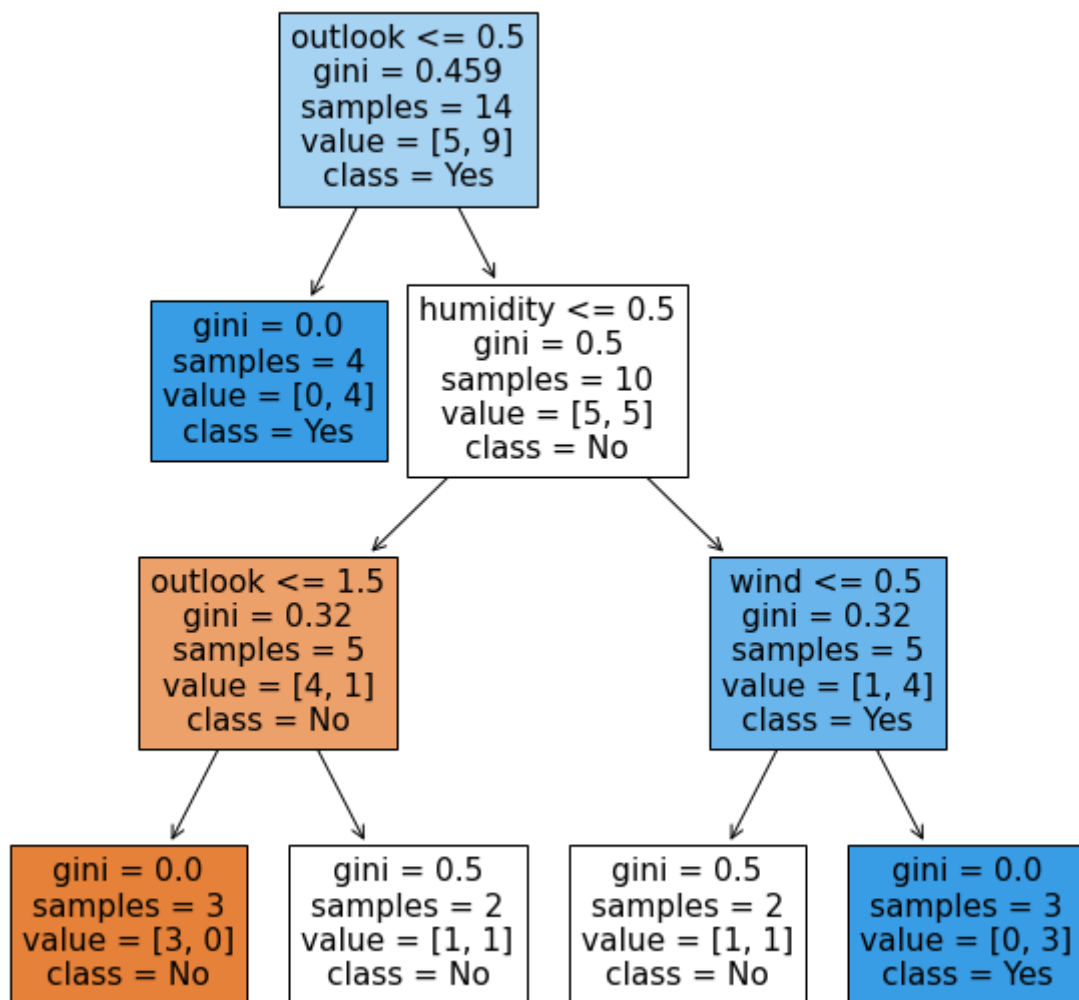 outlook <= 0.5
gini = 0.459
samples = 14
value = [5, 9]
class = Yes
gini = 0.0
samples = 4
value = [0, 4]
class = Yes
humidity <= 0.5
gini = 0.5
samples = 10
value = [5, 5]
class = No
outlook <= 1.5
gini = 0.32
samples = 5
value = [4, 1]
class = No
wind <= 0.5
gini = 0.32
samples = 5
value = [1, 4]
class = Yes
gini = 0.0
samples = 3
value = [3, 0]
class = No
gini = 0.5
samples = 2
value = [1, 1]
class = No
gini = 0.5
samples = 2
value = [1, 1]
class = No
gini = 0.0
samples = 3
value = [0, 3]
class = Yes